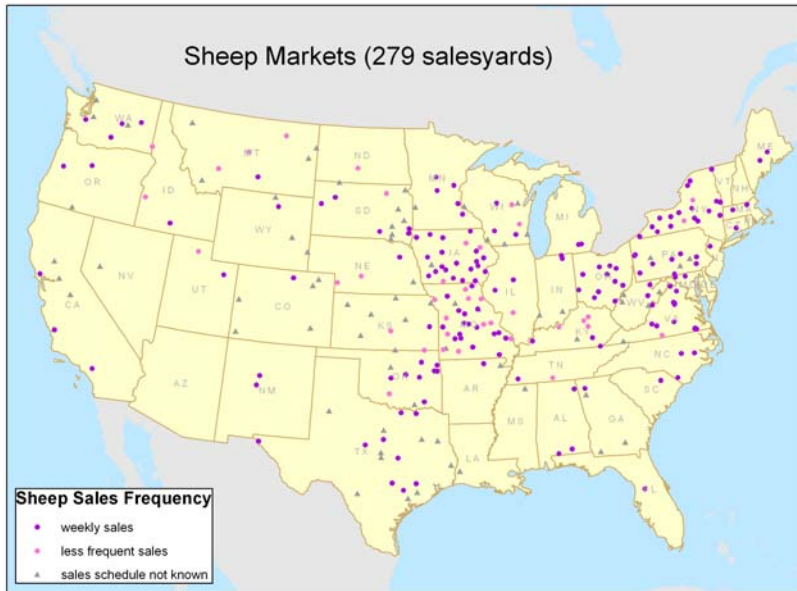 Sheep Markets (279 salesyards)
WA
MT
ND
MN
ME
OR
ID
SD
WI
MI
VT
NH
NY
MA
WY
IA
PA
NE
NV
UT
IL
IN
OH
CA
CO
WV
VA
KS
KY
NC
TN
AZ
NM
OK
AR
SC
MS
AL
GA
TX
LA
FL
Sheep Sales Frequency
weekly sales
less frequent sales
sales schedule not known